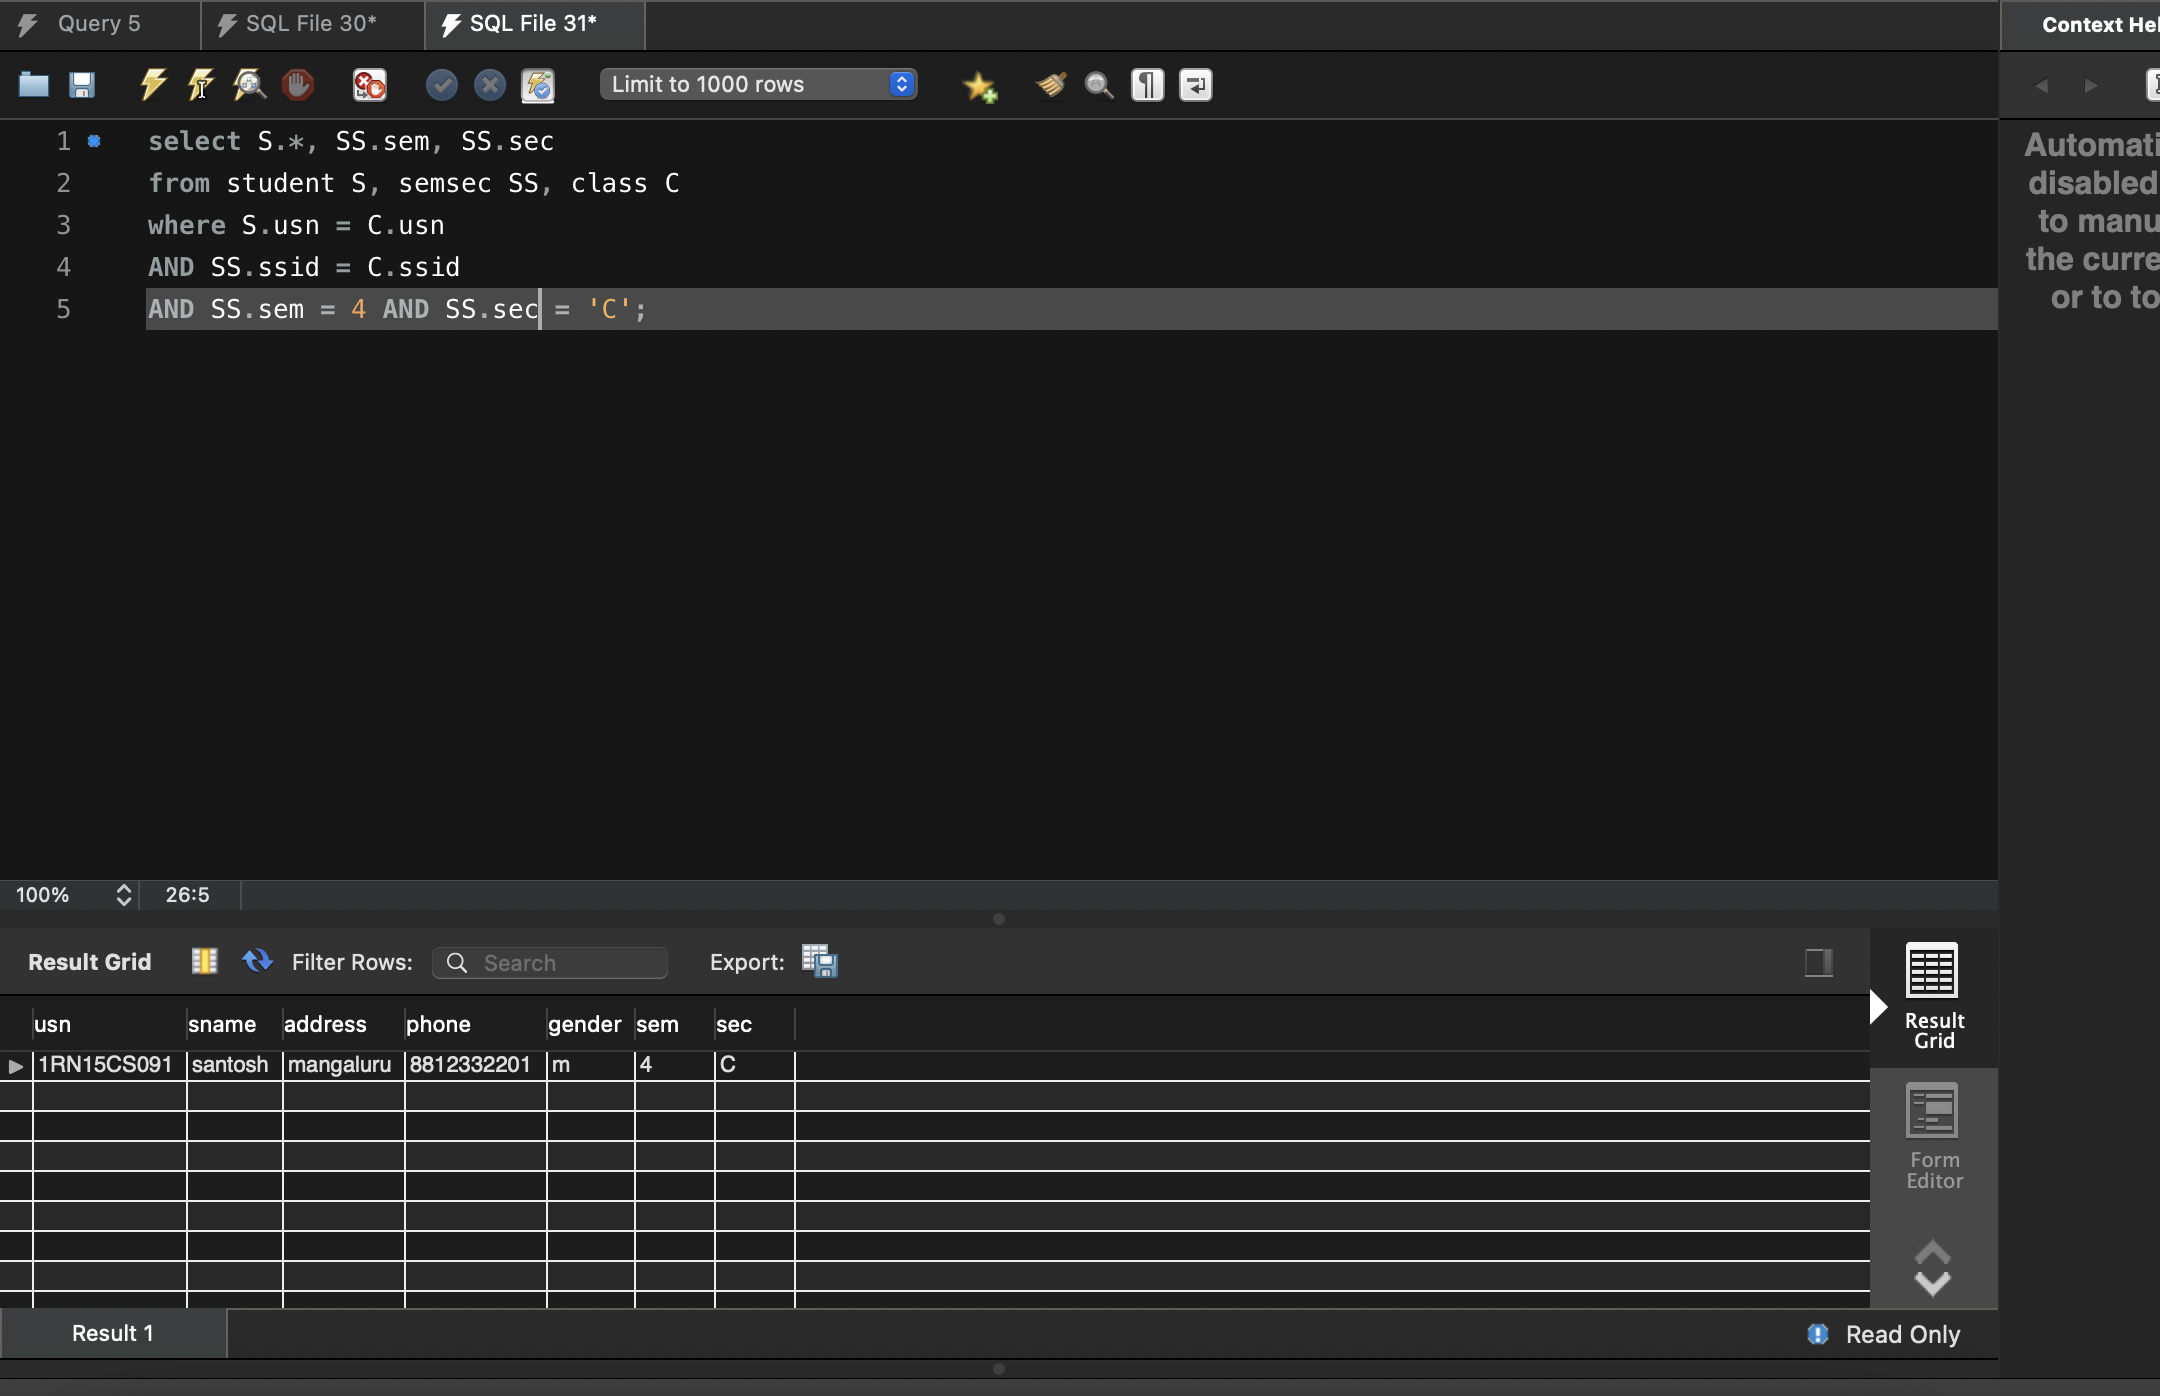 Query 5 SQL File 30* SQL File 31* Context Hel
Limit to 1000 rows
1 select S.*, SS.sem, SS.sec
2 from student S, semsec SS, class C
3 where S.usn = C.usn
4 AND SS.ssid = C.ssid
5 AND SS.sem = 4 AND SS.sec = 'C';
Automati
disabled
to manu
the curre
or to to
100% 26:5
Result Grid Filter Rows: Search Export:
usn sname address phone gender sem sec
1RN15CS091 santosh mangaluru 8812332201 m 4 C
Result
Grid
Form
Editor
Result 1 Read Only